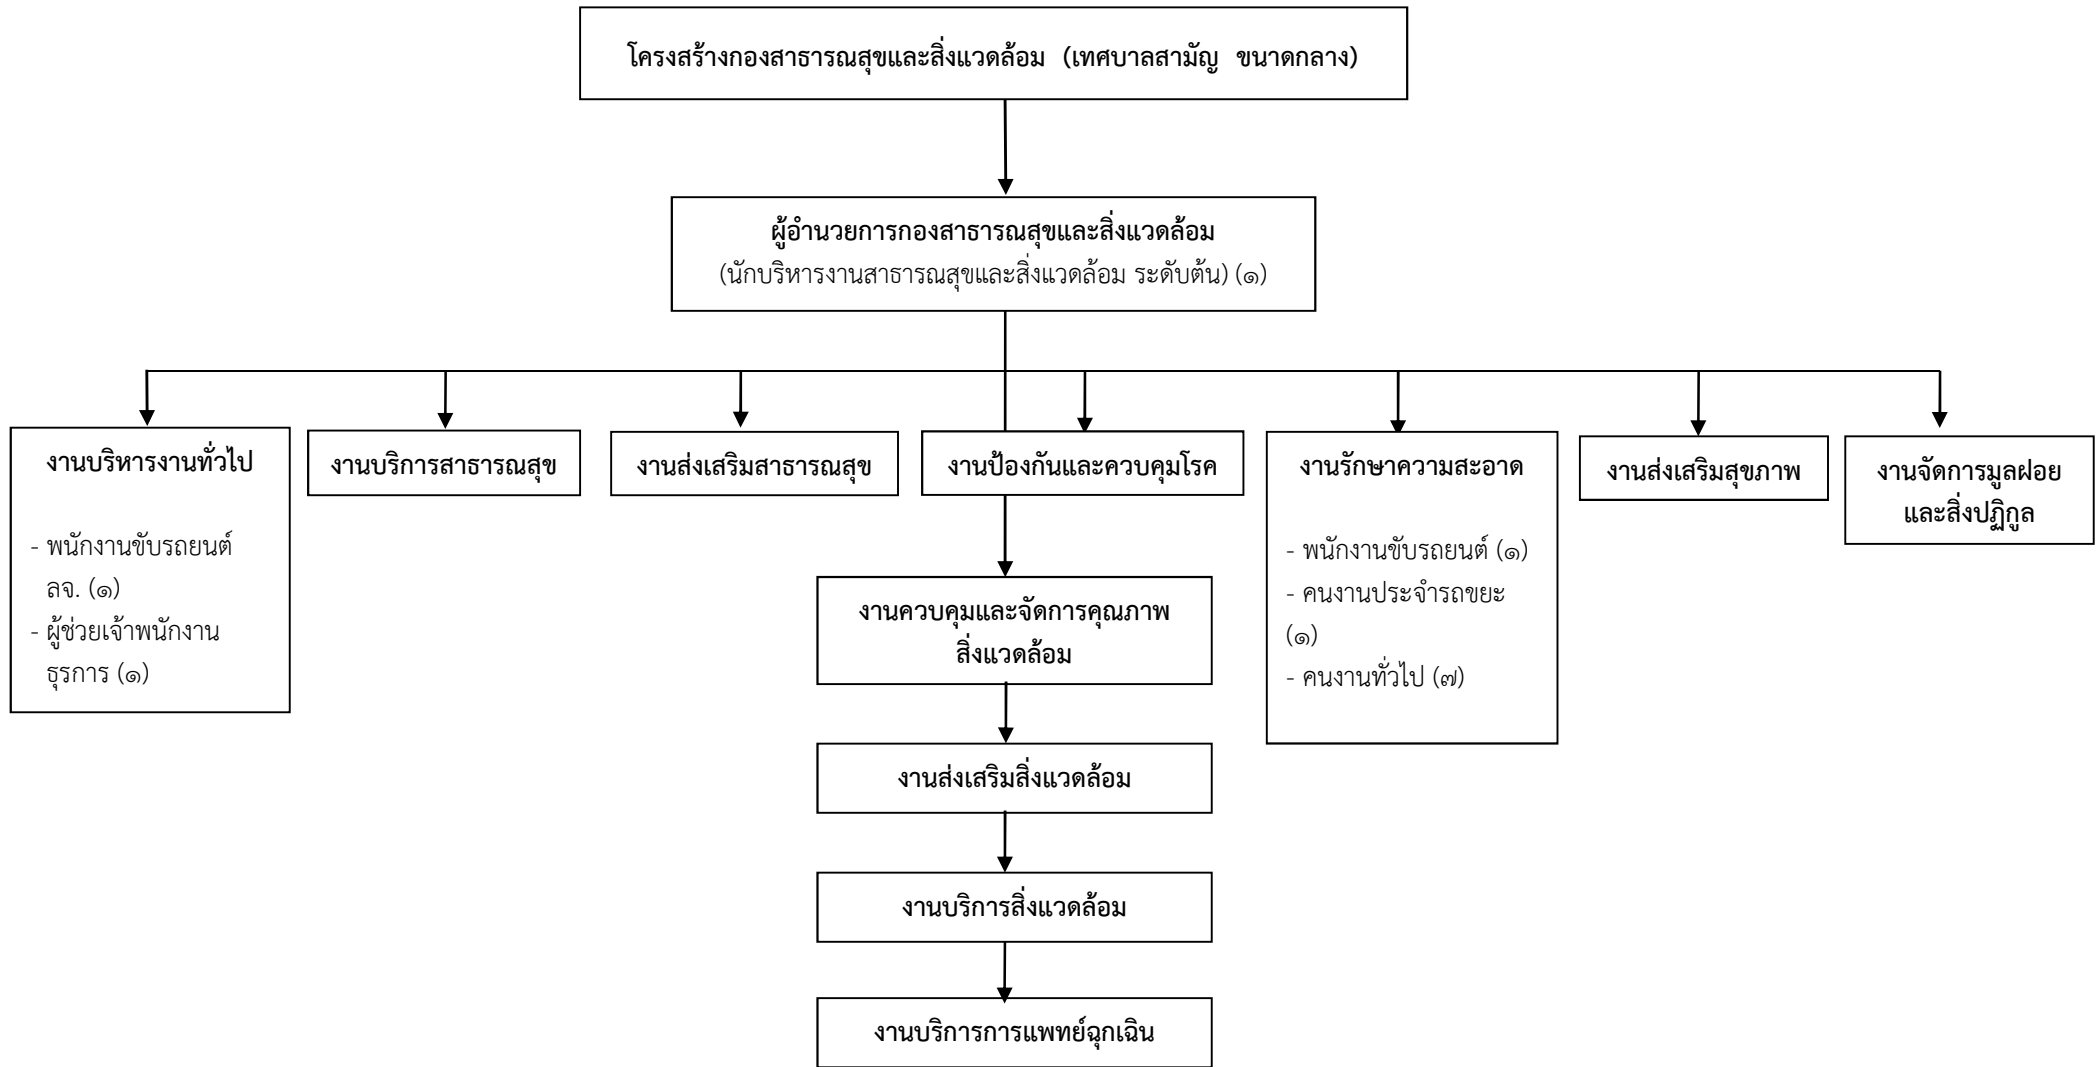 โครงสร้างกองสาธารณสุขและสิ่งแวดล้อม (เทศบาลสามัญ ขนาดกลาง)
ผู้อำนวยการกองสาธารณสุขและสิ่งแวดล้อม
(นักบริหารงานสาธารณสุขและสิ่งแวดล้อม ระดับต้น) (๑)
งานบริหารงานทั่วไป
- พนักงานขับรถยนต์
ลจ. (๑)
- ผู้ช่วยเจ้าพนักงาน
ธุรการ (๑)
งานบริการสาธารณสุข
งานส่งเสริมสาธารณสุข
งานป้องกันและควบคุมโรค
งานรักษาความสะอาด
- พนักงานขับรถยนต์ (๑)
- คนงานประจำรถขยะ
(๑)
- คนงานทั่วไป (๗)
งานส่งเสริมสุขภาพ
งานจัดการมูลฝอย
และสิ่งปฏิกูล
งานควบคุมและจัดการคุณภาพ
สิ่งแวดล้อม
งานส่งเสริมสิ่งแวดล้อม
งานบริการสิ่งแวดล้อม
งานบริการการแพทย์ฉุกเฉิน